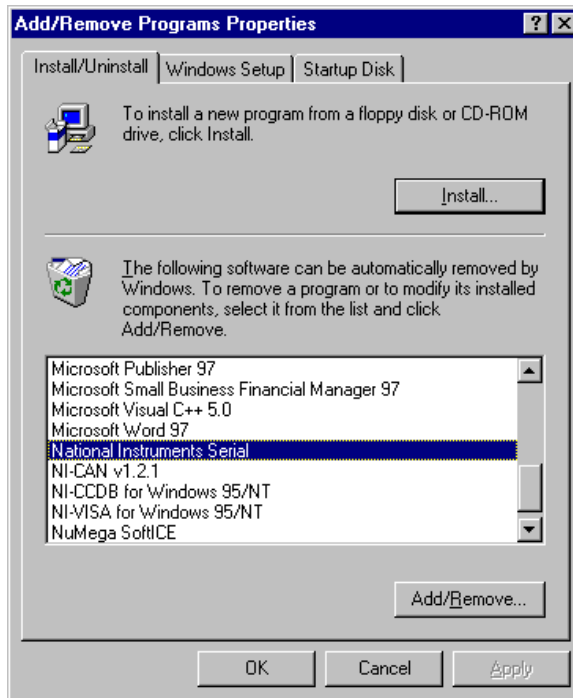 Add/Remove Programs Properties
Install/Uninstall
Windows Setup
Startup Disk
To install a new program from a floppy disk or CD-ROM
drive, click Install.
Install...
The following software can be automatically removed by
Windows. To remove a program or to modify its installed
components, select it from the list and click
Add/Remove.
Microsoft Publisher 97
Microsoft Small Business Financial Manager 97
Microsoft Visual C++ 5.0
Microsoft Word 97
National Instruments Serial
NI-CAN v1.2.1
NI-CCDB for Windows 95/NT
NI-VISA for Windows 95/NT
NuMega SoftICE
Add/Remove...
OK
Cancel
Apply